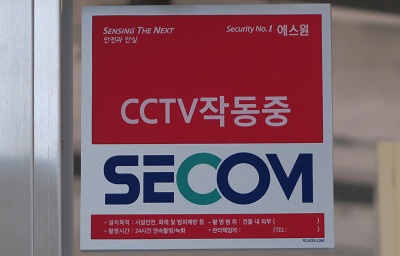 SENSING THE NEXT
안전과 안심
Security No.1 에스원
CCTV작동중
SECOM
• 설치목적 : 시설안전, 화재 및 범죄예방 등 • 촬영범위 : 건물 내 외부 ( )
• 촬영시간 : 24시간 연속촬영/녹화 • 관리책임자 : (TEL: )